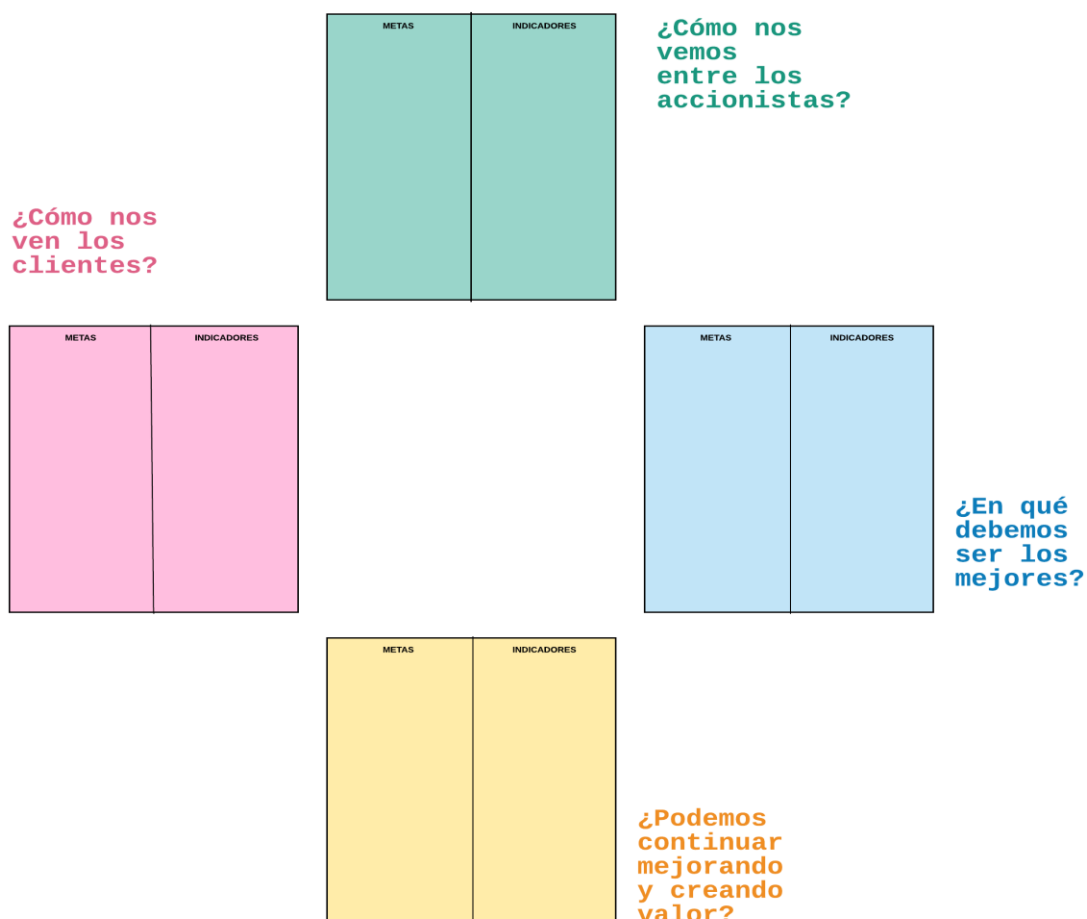 METAS INDICADORES
¿Cómo nos
vemos
entre los
accionistas?
¿Cómo nos
ven los
clientes?
METAS INDICADORES
METAS INDICADORES
¿En qué
debemos
ser los
mejores?
METAS INDICADORES
¿Podemos
continuar
mejorando
y creando
valor?